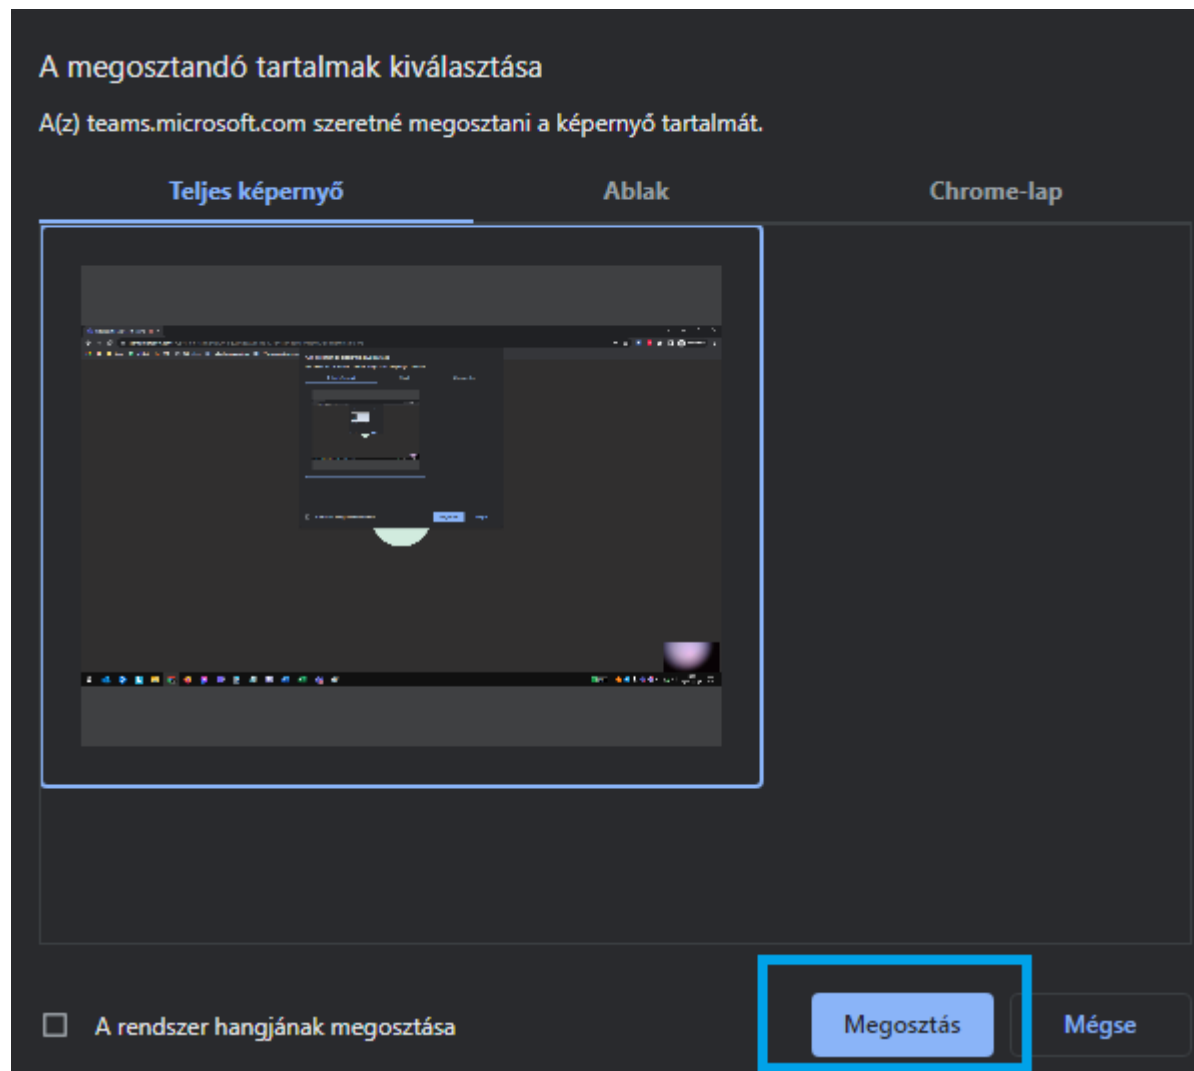 A megosztandó tartalmak kiválasztása
A(z) teams.microsoft.com szeretné megosztani a képernyő tartalmát.
Teljes képernyő Ablak Chrome-lap
A rendszer hangjának megosztása Megosztás Mégse